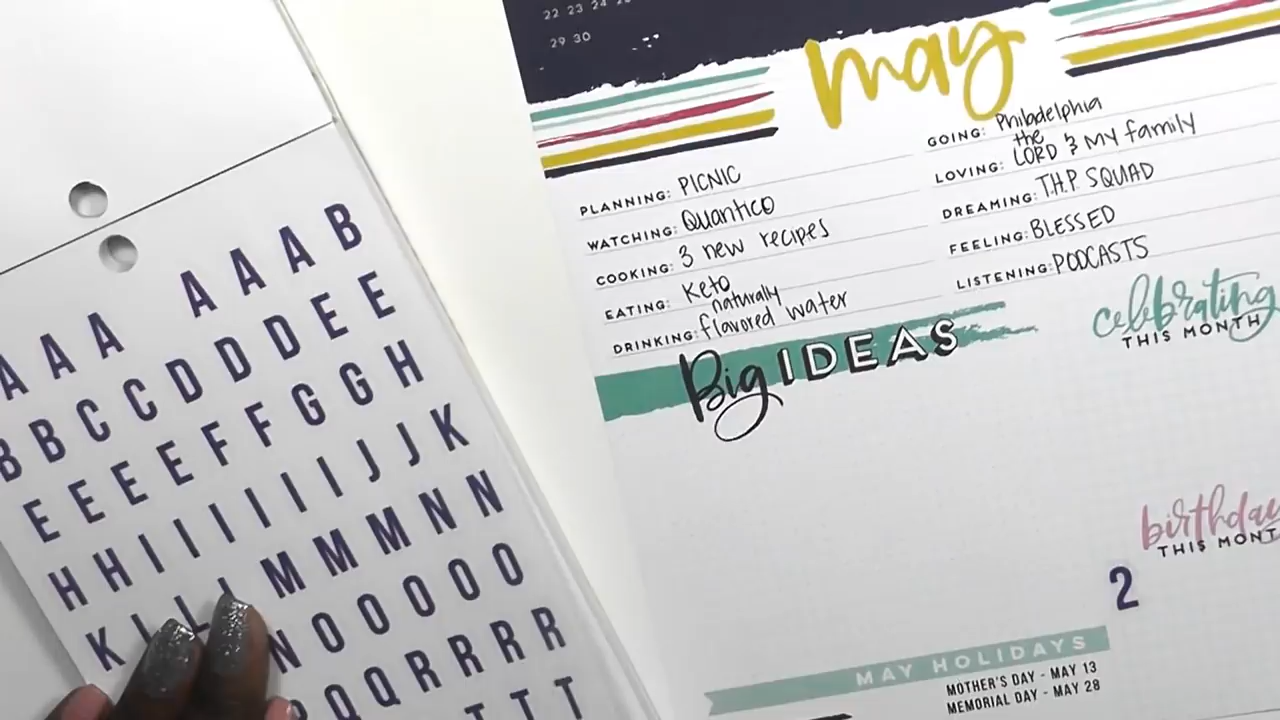 22 23 24
29 30
may
PLANNING: PICNIC
WATCHING: Quantico
COOKING: 3 new recipes
EATING: Keto
DRINKING: naturally flavored water
GOING: Philadelphia
LOVING: the LORD & MY family
DREAMING: T.H.P. SQUAD
FEELING: BLESSED
LISTENING: PODCASTS
Big IDEAS
celebrating
THIS MONTH
birthday
THIS MONT
2
MAY HOLIDAYS
MOTHER'S DAY - MAY 13
MEMORIAL DAY - MAY 28
A A A A A A B
B B C C D D D E E
E E E E F F G G H
H H I I I I I J J K
K L L L M M M N N
N O O O O O
Q Q R R R R
T T T